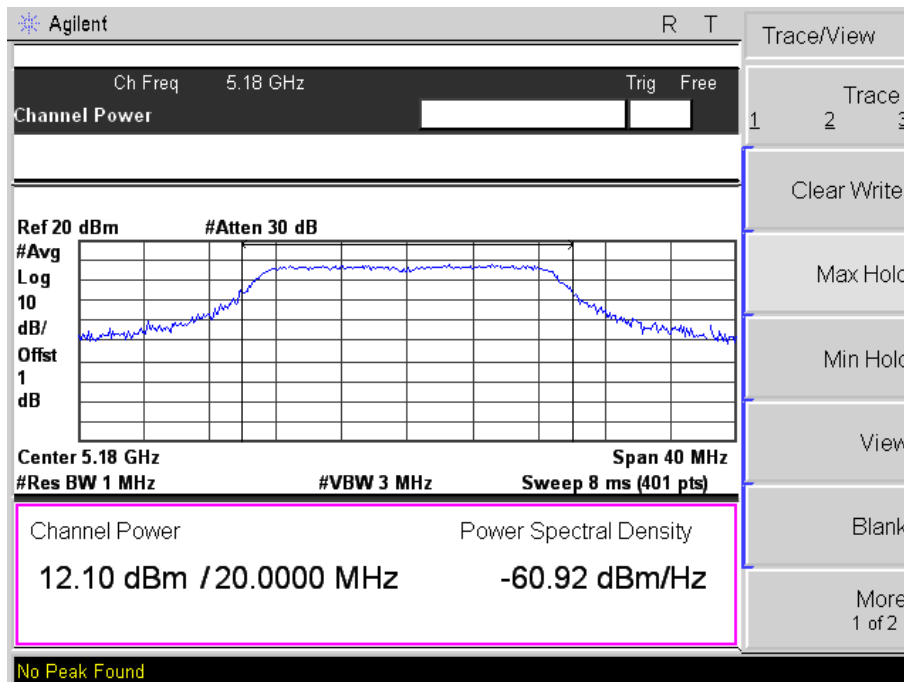 Agilent
R T
Trace/View
Ch Freq 5.18 GHz
Trig Free
Channel Power
Trace
1 2 3
Clear Write
Max Hold
Min Hold
View
Blank
More
1 of 2
Ref 20 dBm
#Atten 30 dB
#Avg
Log
10
dB/
Offst
1
dB
Center 5.18 GHz
Span 40 MHz
#Res BW 1 MHz
#VBW 3 MHz
Sweep 8 ms (401 pts)
Channel Power
Power Spectral Density
12.10 dBm / 20.0000 MHz
-60.92 dBm/Hz
No Peak Found